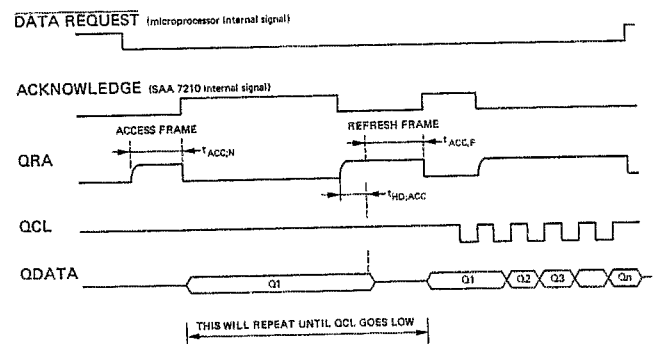 DATA REQUEST (microprocessor internal signal)
ACKNOWLEDGE (SAA 7210 internal signal)
ACCESS FRAME
REFRESH FRAME
tACC;N
tACC;F
QRA
tHD;ACC
QCL
QDATA
Q1
Q1
Q2
Q3
Qn
THIS WILL REPEAT UNTIL QCL GOES LOW